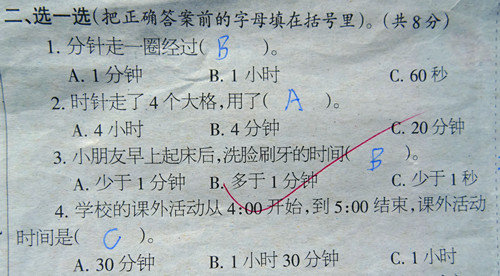 二、选一选(把正确答案前的字母填在括号里)。(共8分)
1. 分针走一圈经过( B )。
A. 1分钟 B. 1小时 C. 60秒
2. 时针走了4个大格,用了( A )。
A. 4小时 B. 4分钟 C. 20分钟
3. 小朋友早上起床后,洗脸刷牙的时间( B )。
A. 少于1分钟 B. 多于1分钟 C. 少于1秒
4. 学校的课外活动从4:00开始,到5:00结束,课外活动
时间是( C )。
A. 30分钟 B. 1小时30分钟 C. 1小时